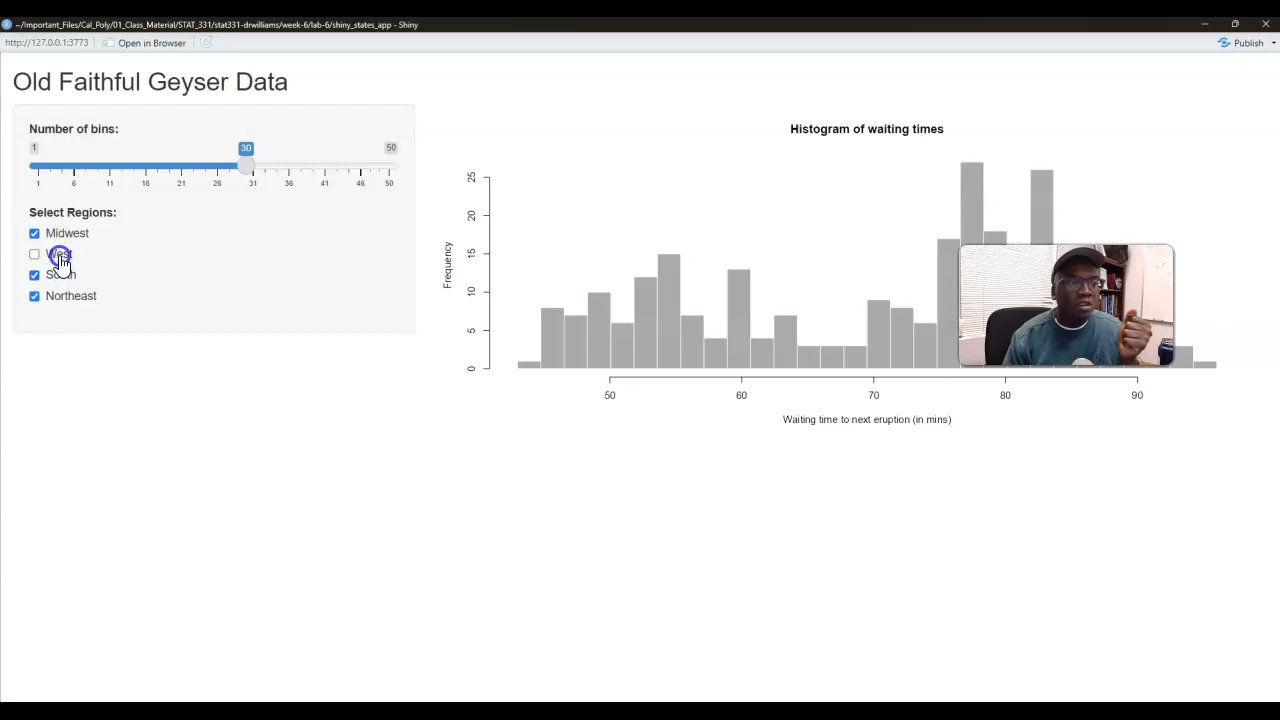 ~/Important_Files/Cal_Poly/01_Class_Material/STAT_331/stat331-drwilliams/week-6/lab-6/shiny_states_app - Shiny
http://127.0.0.1:3773 Open in Browser Publish
Old Faithful Geyser Data
Number of bins:
1 30 50
1 6 11 16 21 26 31 36 41 46 50
Select Regions:
Midwest
West
South
Northeast
Histogram of waiting times
Frequency
0 5 10 15 20 25
50 60 70 80 90
Waiting time to next eruption (in mins)